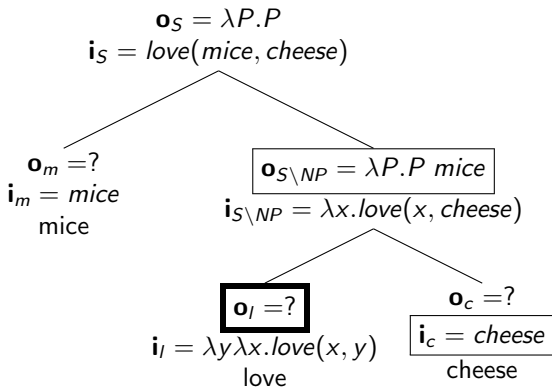 o_S = λP.P
i_S = love(mice, cheese)
o_m =?
i_m = mice
mice
o_{S\NP} = λP.P mice
i_{S\NP} = λx.love(x, cheese)
o_l =?
i_l = λyλx.love(x, y)
love
o_c =?
i_c = cheese
cheese